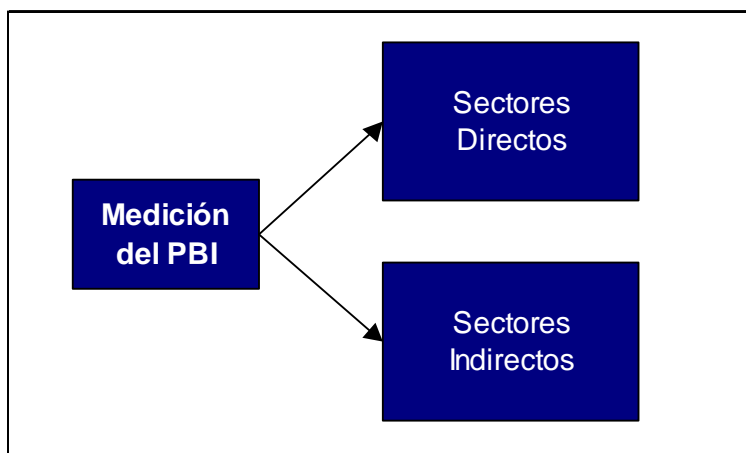 Sectores
Directos
Medición
del PBI
Sectores
Indirectos